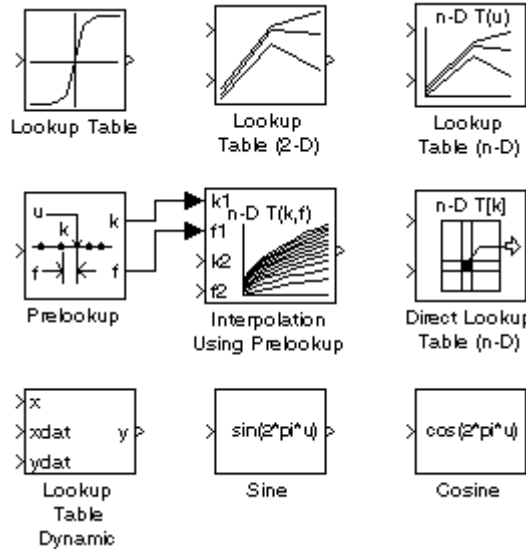 n-D T(u)
Lookup Table
Lookup
Table (2-D)
Lookup
Table (n-D)
u
k
f
k
f
k1
f1
k2
f2
n-D T(k,f)
n-D T[k]
Prelookup
Interpolation
Using Prelookup
Direct Lookup
Table (n-D)
x
xdat
ydat
y
sin(2*pi*u)
cos(2*pi*u)
Lookup
Table
Dynamic
Sine
Cosine